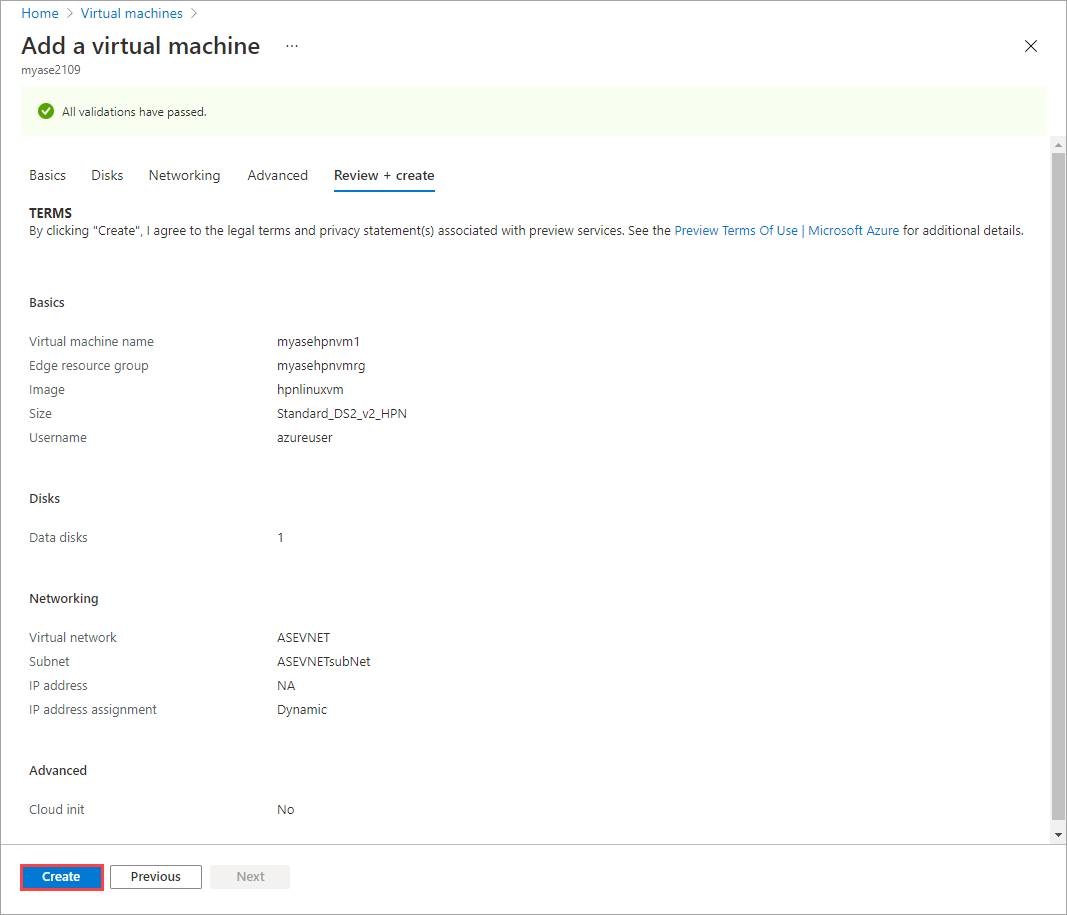 Home > Virtual machines >
Add a virtual machine ...
myase2109
All validations have passed.
Basics Disks Networking Advanced Review + create
TERMS
By clicking "Create", I agree to the legal terms and privacy statement(s) associated with preview services. See the Preview Terms Of Use | Microsoft Azure for additional details.
Basics
Virtual machine name myasehpnvm1
Edge resource group myasehpnvmrg
Image hpnlinuxvm
Size Standard_DS2_v2_HPN
Username azureuser
Disks
Data disks 1
Networking
Virtual network ASEVNET
Subnet ASEVNETsubNet
IP address NA
IP address assignment Dynamic
Advanced
Cloud init No
Create Previous Next